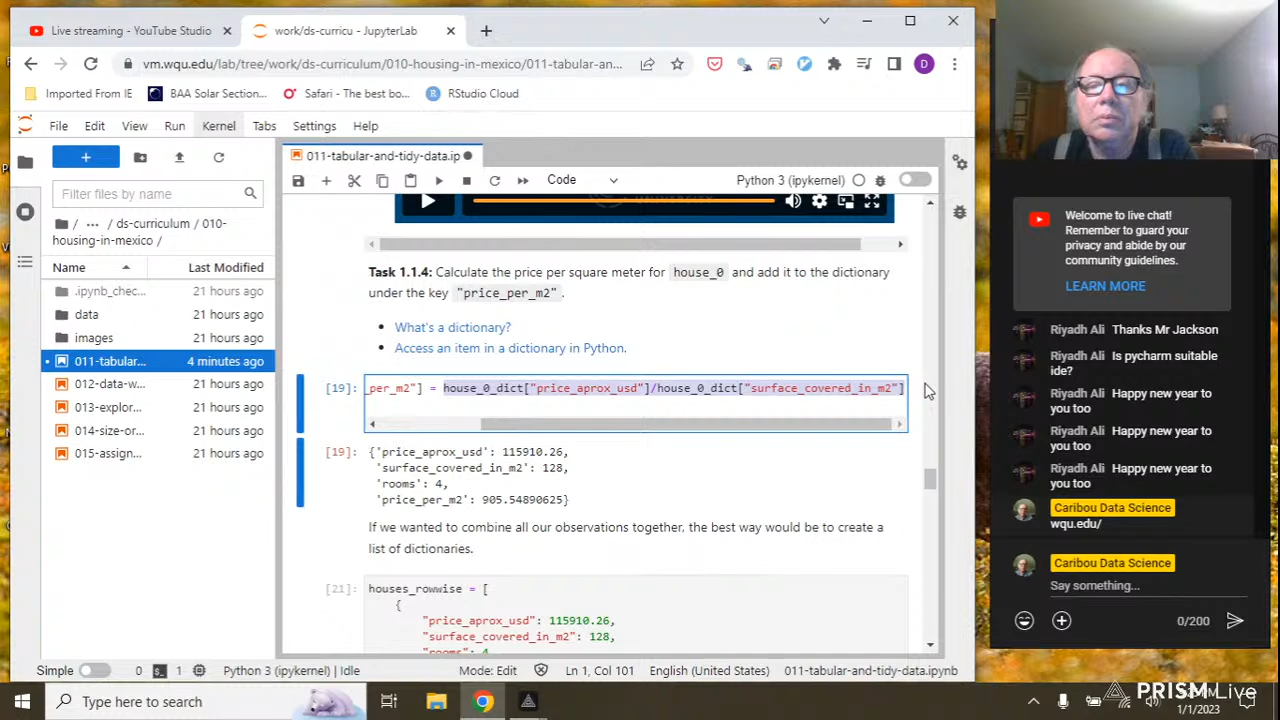 Live streaming - YouTube Studio
work/ds-curricu - JupyterLab
vm.wqu.edu/lab/tree/work/ds-curriculum/010-housing-in-mexico/011-tabular-an...
D
Imported From IE
BAA Solar Section...
Safari - The best bo...
RStudio Cloud
File Edit View Run Kernel Tabs Settings Help
011-tabular-and-tidy-data.ip
Code
Python 3 (ipykernel)
Filter files by name
/ ... / ds-curriculum / 010-
housing-in-mexico /
Name Last Modified
.ipynb_chec... 21 hours ago
data 21 hours ago
images 21 hours ago
011-tabular... 4 minutes ago
012-data-w... 21 hours ago
013-explor... 21 hours ago
014-size-or... 21 hours ago
015-assign... 21 hours ago
Task 1.1.4: Calculate the price per square meter for house_0 and add it to the dictionary
under the key "price_per_m2".
What's a dictionary?
Access an item in a dictionary in Python.
[19]: _per_m2"] = house_0_dict["price_aprox_usd"]/house_0_dict["surface_covered_in_m2"]
[19]: {'price_aprox_usd': 115910.26,
'surface_covered_in_m2': 128,
'rooms': 4,
'price_per_m2': 905.54890625}
If we wanted to combine all our observations together, the best way would be to create a
list of dictionaries.
[21]: houses_rowwise = [
{
"price_aprox_usd": 115910.26,
"surface_covered_in_m2": 128,
"rooms": 4
Simple 0 1 Python 3 (ipykernel) | Idle Mode: Edit Ln 1, Col 101 English (United States) 011-tabular-and-tidy-data.ipynb
Type here to search
1/1/2023
PRISM Live
Welcome to live chat!
Remember to guard your
privacy and abide by our
community guidelines.
LEARN MORE
Riyadh Ali Thanks Mr Jackson
Riyadh Ali Is pycharm suitable
ide?
Riyadh Ali Happy new year to
you too
Riyadh Ali Happy new year to
you too
Riyadh Ali Happy new year to
you too
Caribou Data Science
wqu.edu/
Caribou Data Science
Say something...
0/200